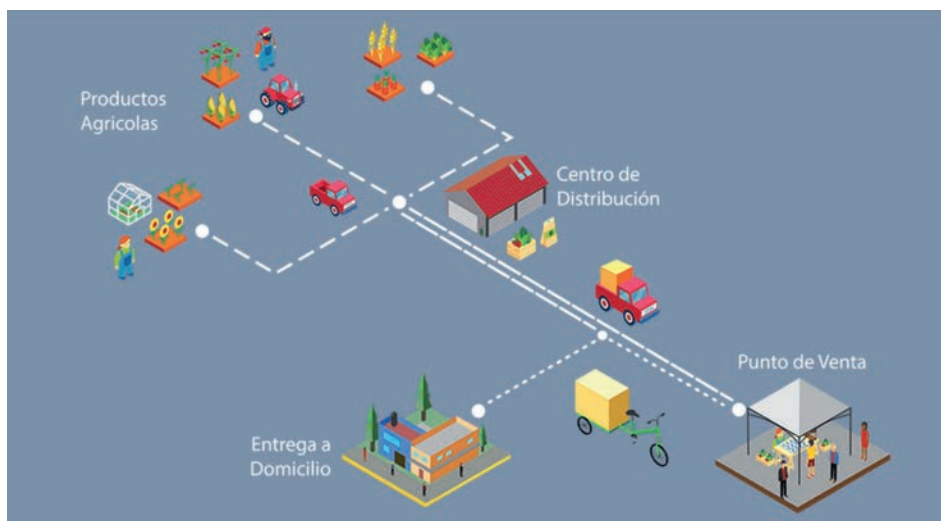 Productos
Agricolas
Centro de
Distribución
Punto de Venta
Entrega a
Domicilio